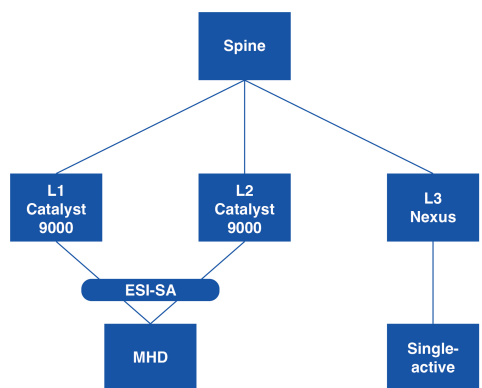 Spine
L1
Catalyst
9000
L2
Catalyst
9000
L3
Nexus
ESI-SA
MHD
Single-
active